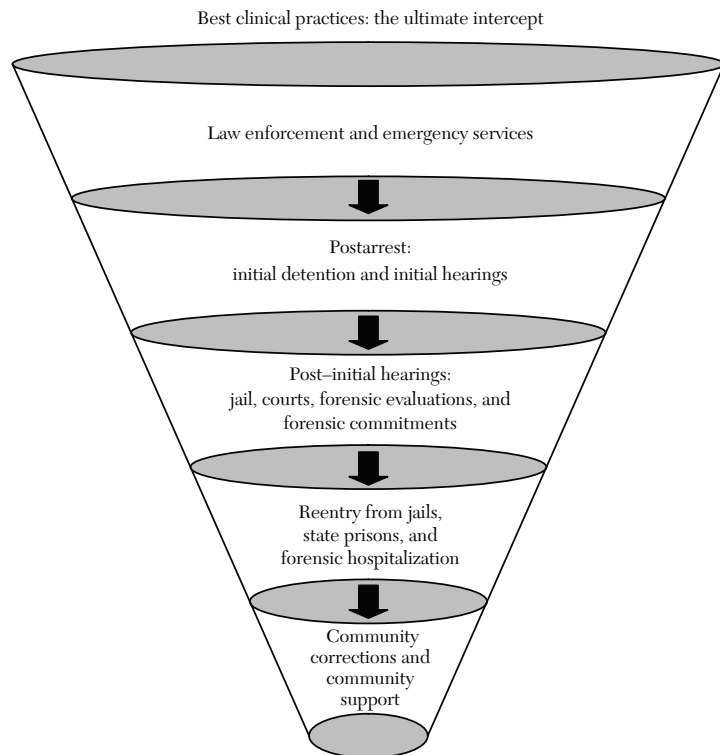 Best clinical practices: the ultimate intercept
Law enforcement and emergency services
Postarrest:
initial detention and initial hearings
Post–initial hearings:
jail, courts, forensic evaluations, and
forensic commitments
Reentry from jails,
state prisons, and
forensic hospitalization
Community
corrections and
community
support